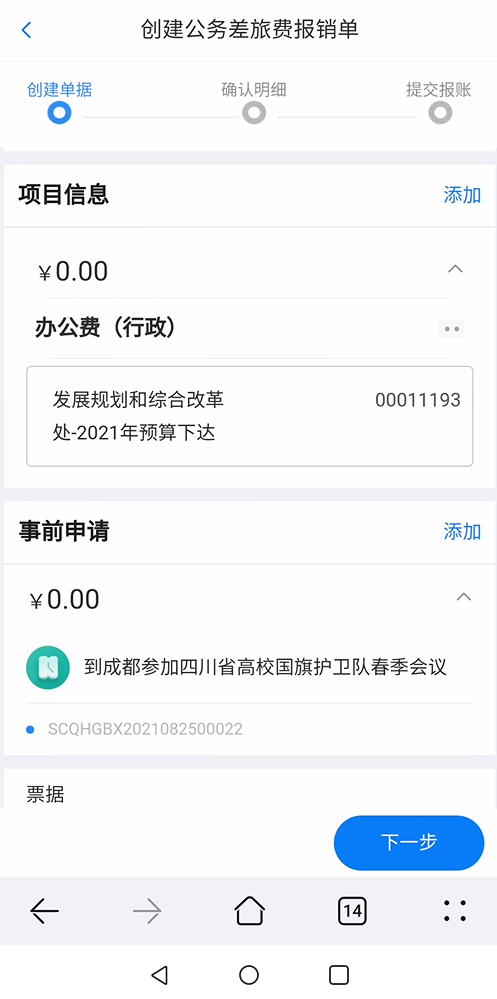 创建公务差旅费报销单
创建单据
确认明细
提交报账
项目信息
添加
￥0.00
办公费（行政）
发展规划和综合改革
00011193
处-2021年预算下达
事前申请
添加
￥0.00
到成都参加四川省高校国旗护卫队春季会议
SCQHGBX2021082500022
票据
下一步
14